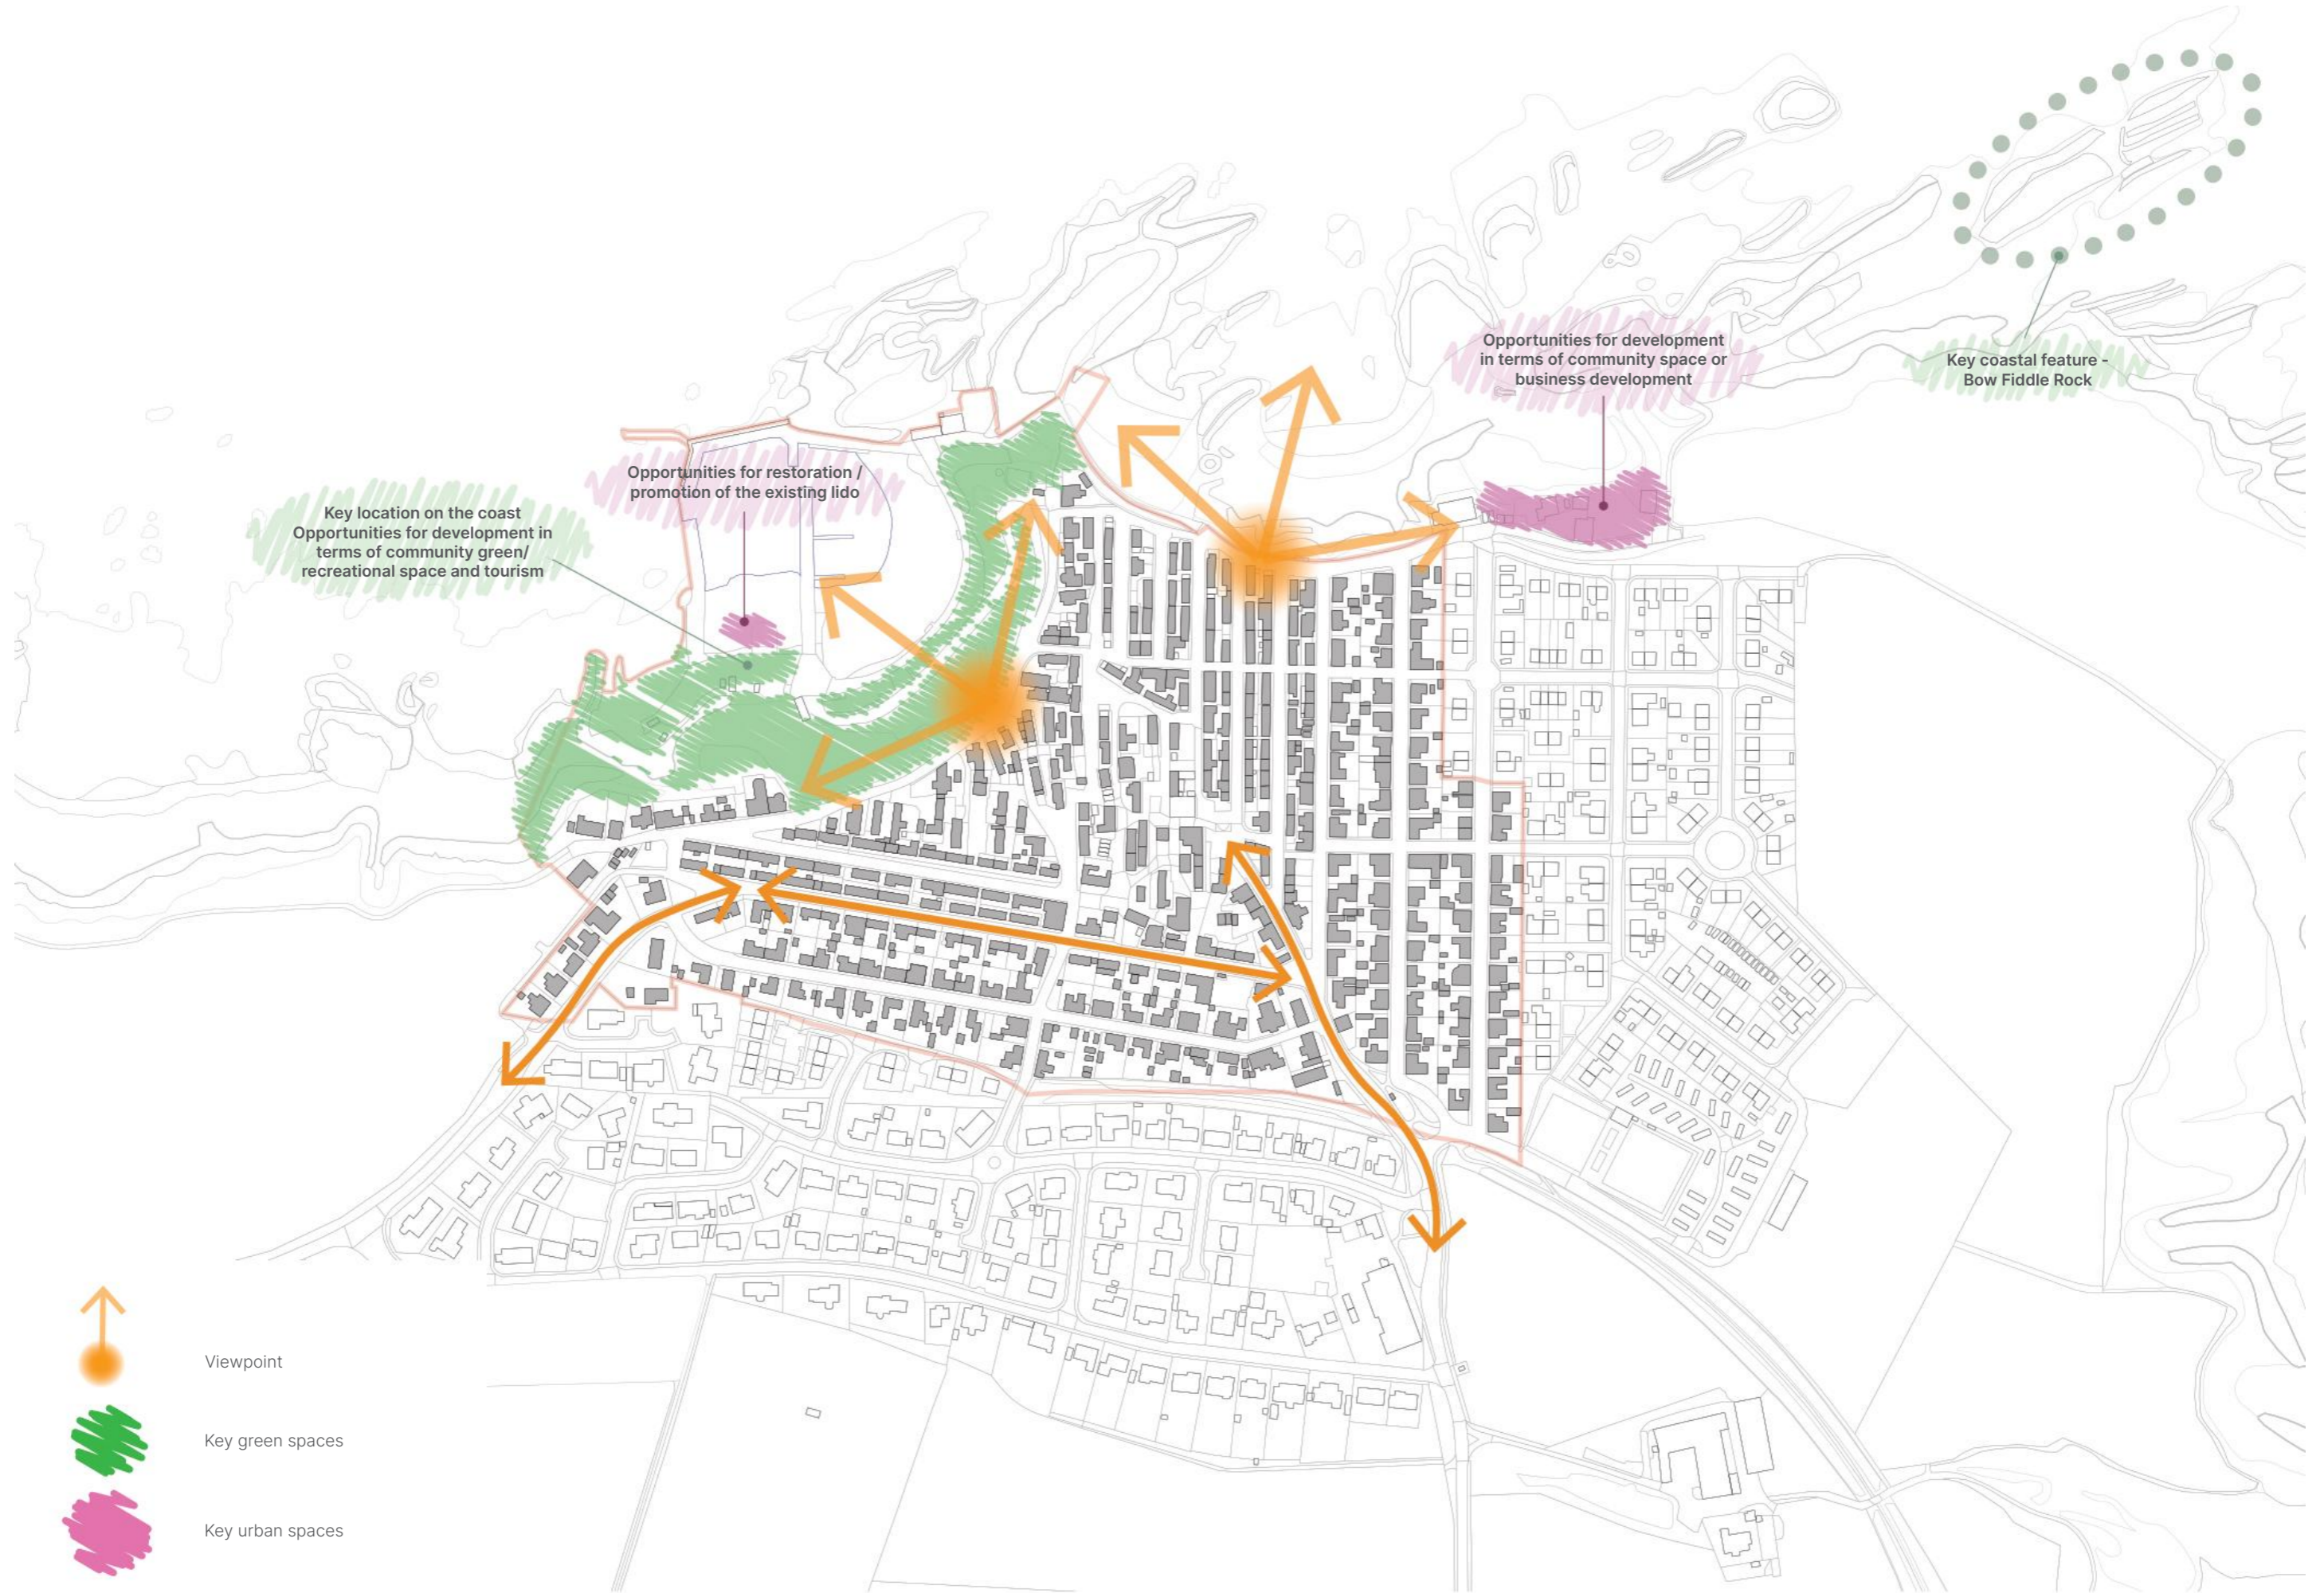 Key coastal feature -
Bow Fiddle Rock
Opportunities for development
in terms of community space or
business development
Opportunities for restoration /
promotion of the existing lido
Key location on the coast
Opportunities for development in
terms of community green/
recreational space and tourism
Viewpoint
Key green spaces
Key urban spaces